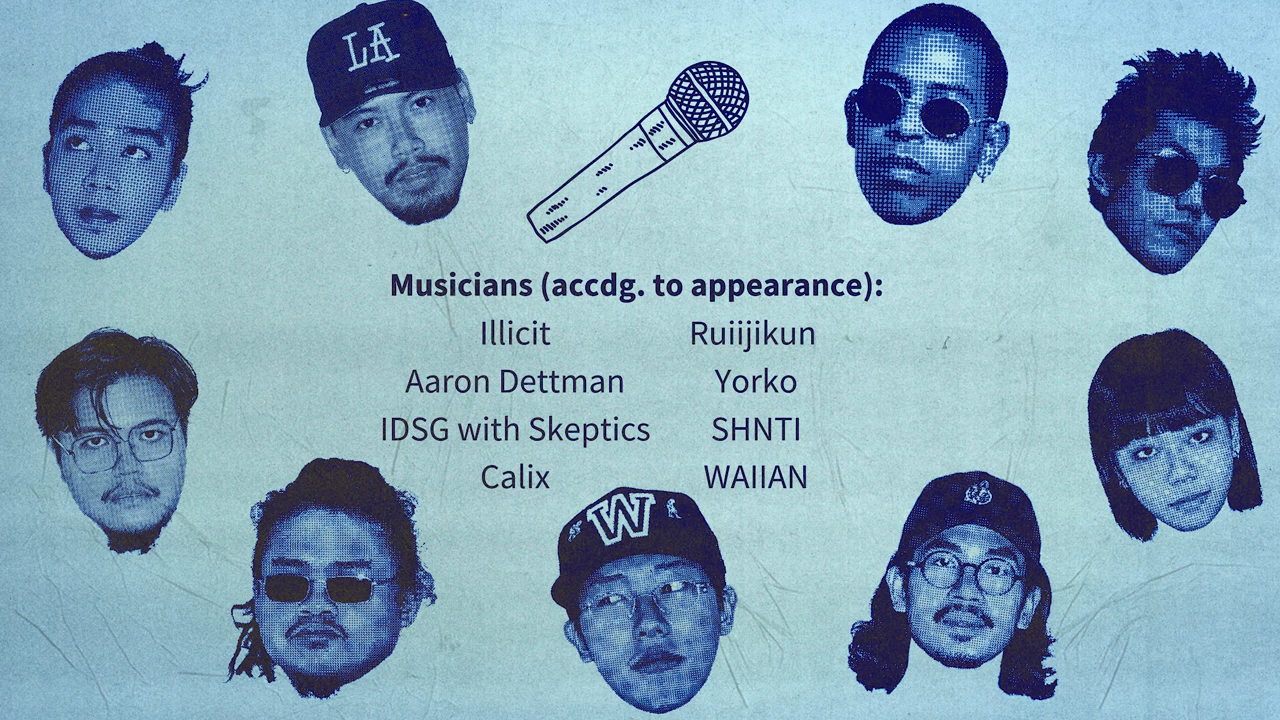 LA
Musicians (accdg. to appearance):
Illicit
Aaron Dettman
IDSG with Skeptics
Calix
Ruiijikun
Yorko
SHNTI
WAIIAN
W